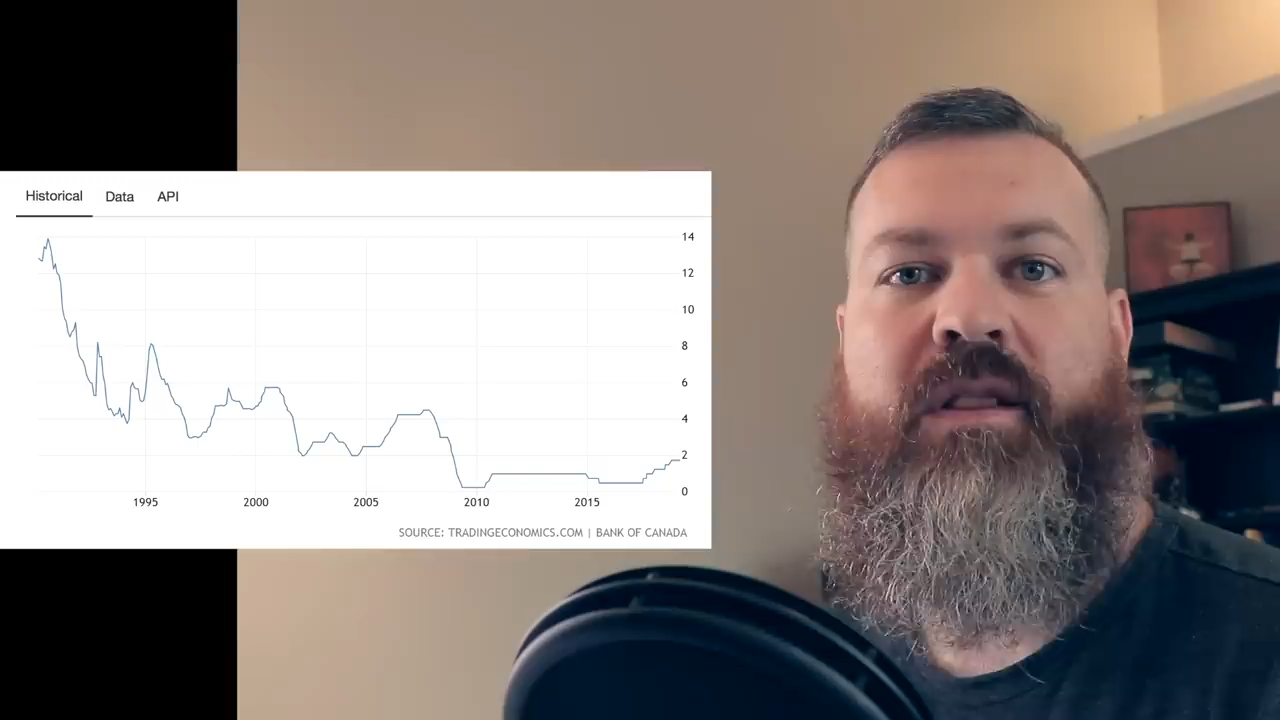 Historical Data API
14
12
10
8
6
4
2
0
1995 2000 2005 2010 2015
SOURCE: TRADINGECONOMICS.COM | BANK OF CANADA